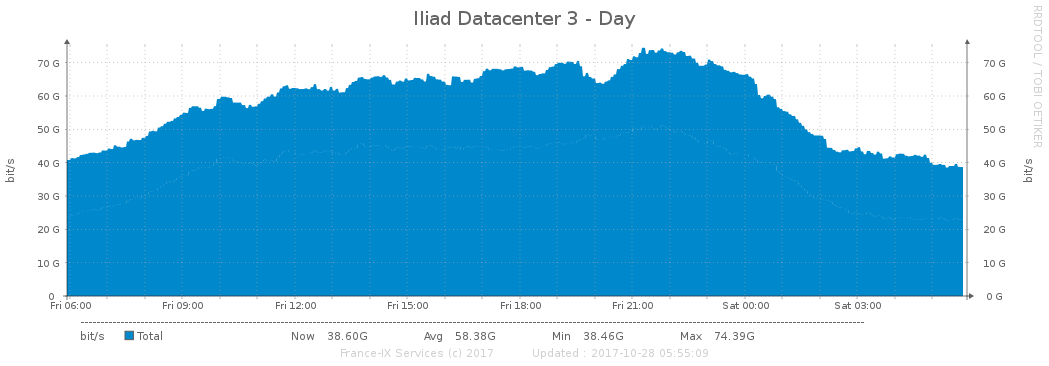 Iliad Datacenter 3 - Day
RRDTOOL / TOBI OETIKER
70 G 70 G
60 G 60 G
50 G 50 G
40 G 40 G
bit/s bit/s
30 G 30 G
20 G 20 G
10 G 10 G
0 0 G
Fri 06:00 Fri 09:00 Fri 12:00 Fri 15:00 Fri 18:00 Fri 21:00 Sat 00:00 Sat 03:00
bit/s Total Now 38.60G Avg 58.38G Min 38.46G Max 74.39G
France-IX Services (c) 2017 Updated : 2017-10-28 05:55:09